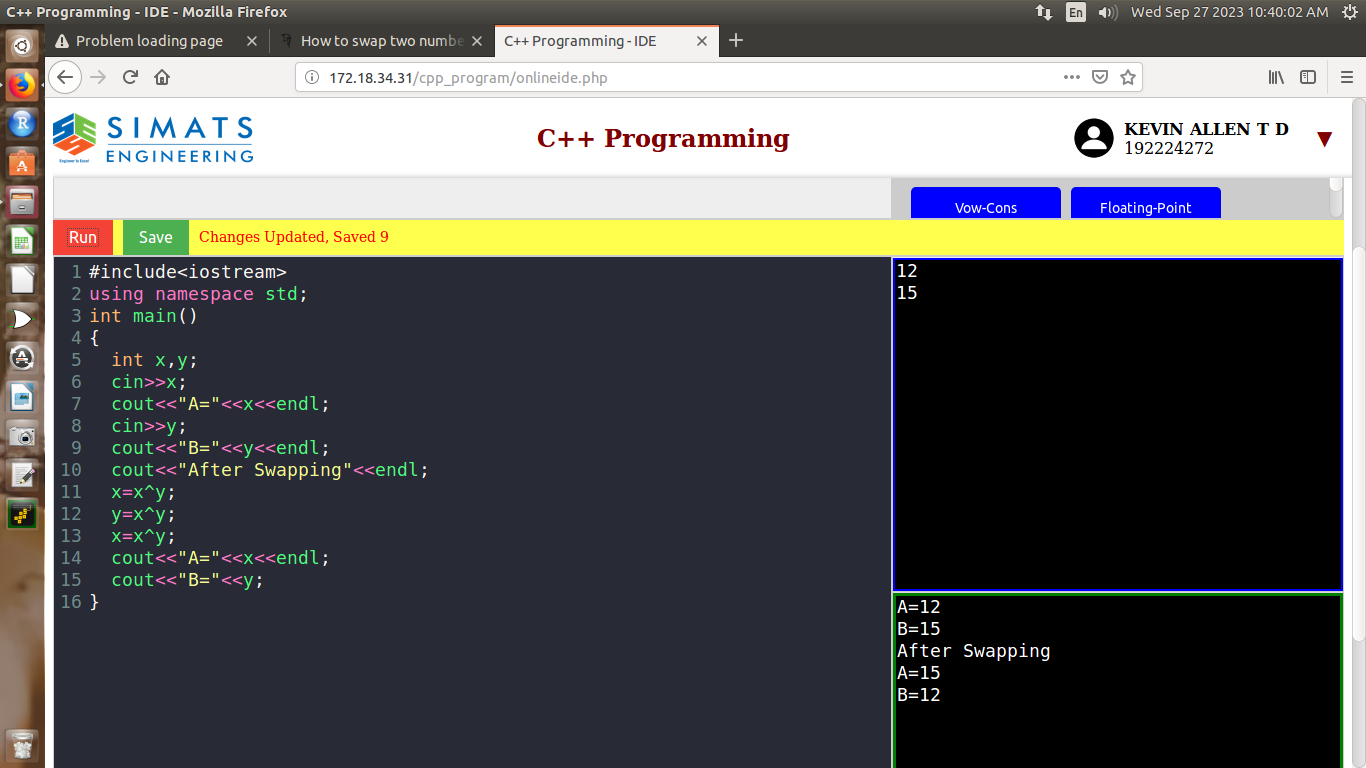 C++ Programming - IDE - Mozilla Firefox
En
Wed Sep 27 2023 10:40:02 AM
Problem loading page
How to swap two numbe
C++ Programming - IDE
172.18.34.31/cpp_program/onlineide.php
SIMATS
ENGINEERING
Engineer to Excel
C++ Programming
KEVIN ALLEN T D
192224272
Vow-Cons
Floating-Point
Run
Save
Changes Updated, Saved 9
1 #include<iostream>
2 using namespace std;
3 int main()
4 {
5 int x,y;
6 cin>>x;
7 cout<<"A="<<x<<endl;
8 cin>>y;
9 cout<<"B="<<y<<endl;
10 cout<<"After Swapping"<<endl;
11 x=x^y;
12 y=x^y;
13 x=x^y;
14 cout<<"A="<<x<<endl;
15 cout<<"B="<<y;
16 }
12
15
A=12
B=15
After Swapping
A=15
B=12